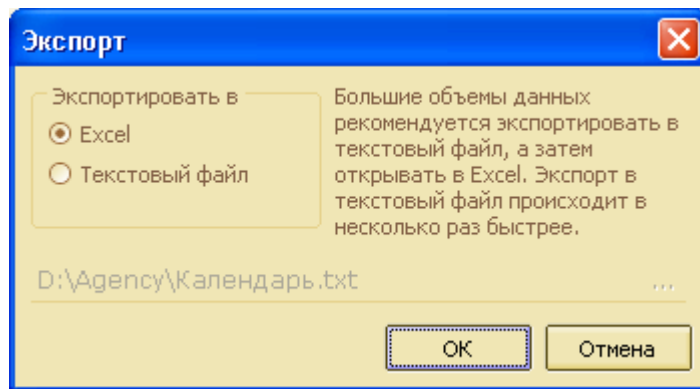 Экспорт
Экспортировать в
Excel
Текстовый файл
Большие объемы данных
рекомендуется экспортировать в
текстовый файл, а затем
открывать в Excel. Экспорт в
текстовый файл происходит в
несколько раз быстрее.
D:\Agency\Календарь.txt ...
ОК Отмена